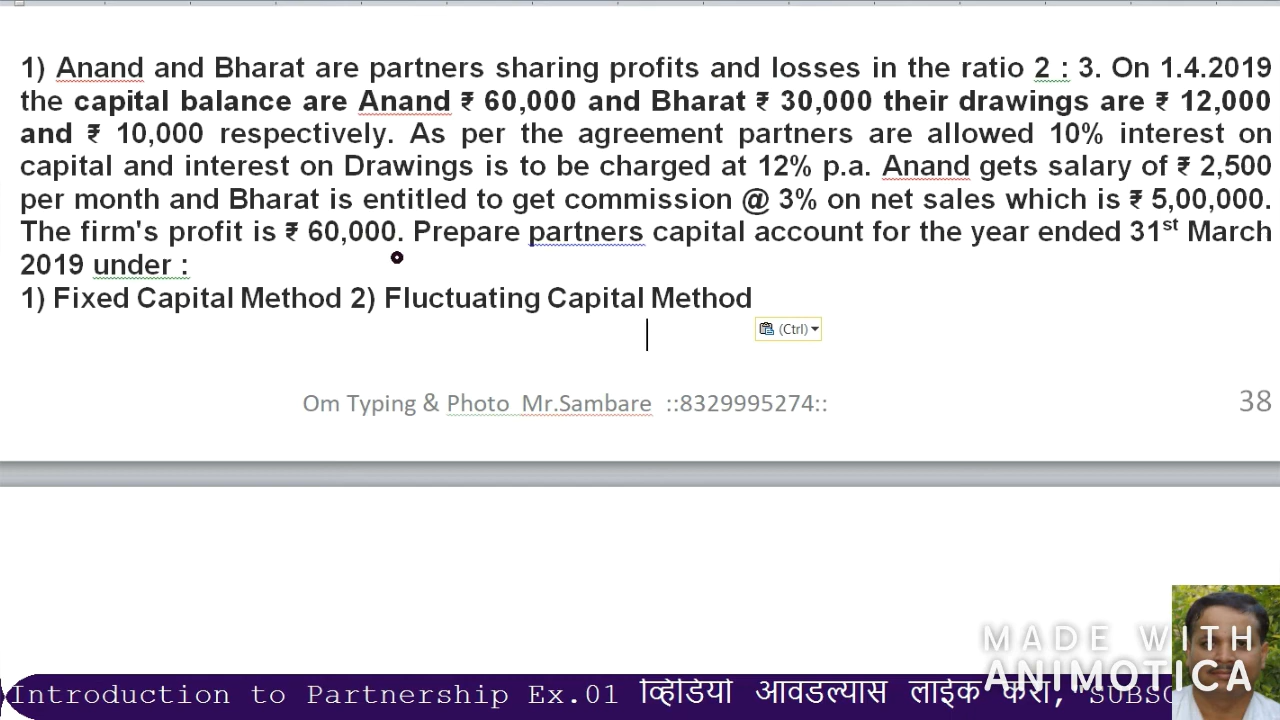 1) Anand and Bharat are partners sharing profits and losses in the ratio 2 : 3. On 1.4.2019
the capital balance are Anand ₹ 60,000 and Bharat ₹ 30,000 their drawings are ₹ 12,000
and ₹ 10,000 respectively. As per the agreement partners are allowed 10% interest on
capital and interest on Drawings is to be charged at 12% p.a. Anand gets salary of ₹ 2,500
per month and Bharat is entitled to get commission @ 3% on net sales which is ₹ 5,00,000.
The firm's profit is ₹ 60,000. Prepare partners capital account for the year ended 31st March
2019 under :
1) Fixed Capital Method 2) Fluctuating Capital Method
(Ctrl)
Om Typing & Photo Mr.Sambare ::8329995274::
38
MADE WITH
ANIMOTICA
Introduction to Partnership Ex.01 व्हिडियो आवडल्यास लाईक करा, "SUBSC